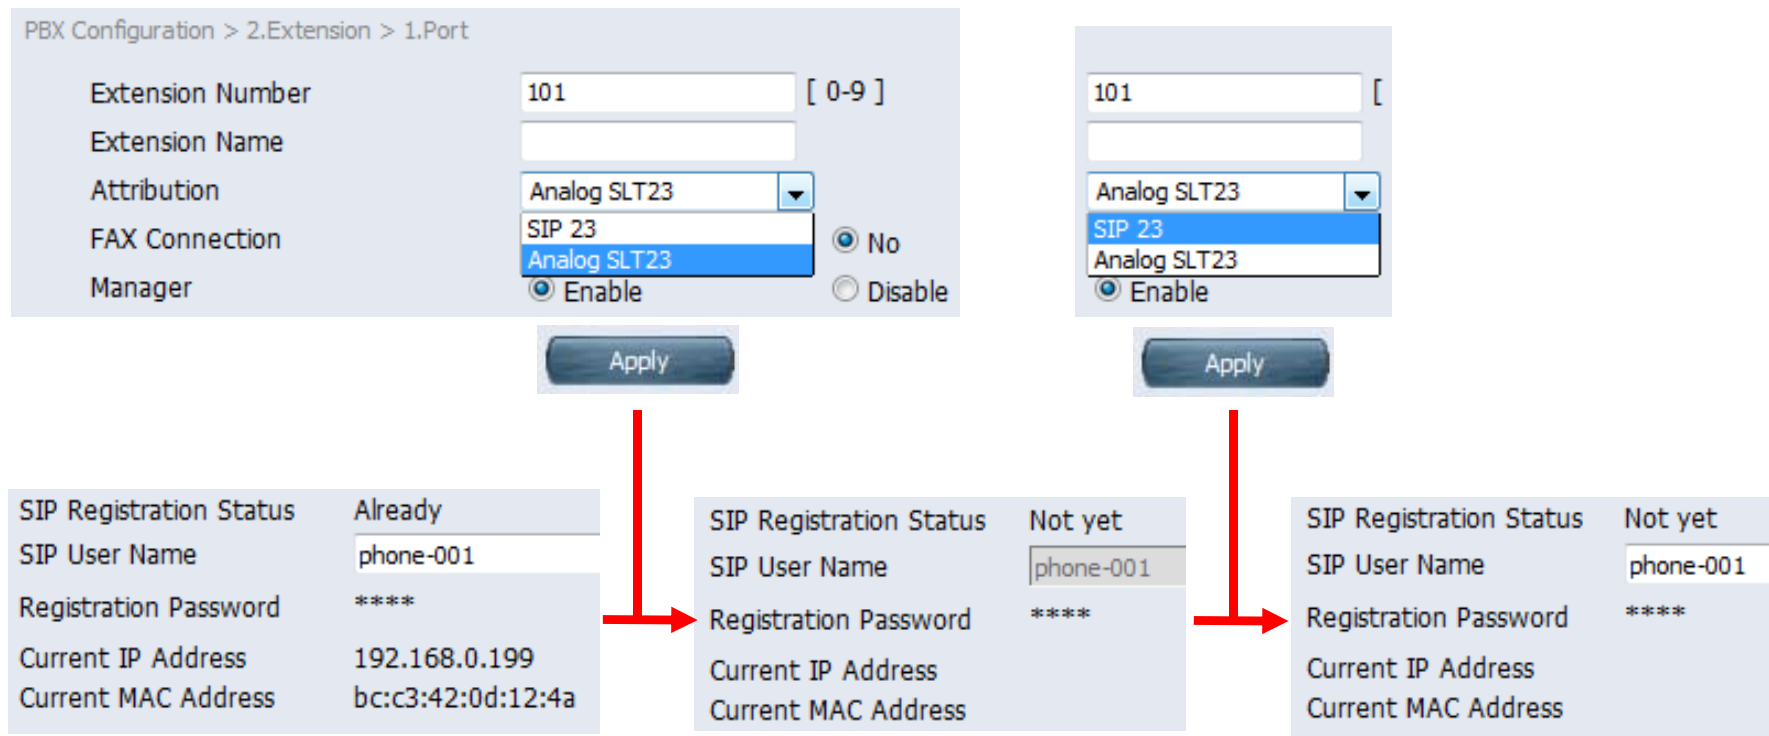 PBX Configuration > 2.Extension > 1.Port
Extension Number 101 [ 0-9 ]
Extension Name
Attribution Analog SLT23
SIP 23
FAX Connection No
Analog SLT23
Manager Enable Disable
Apply
101 [
Analog SLT23
SIP 23
Analog SLT23
Enable
Apply
SIP Registration Status Already
SIP User Name phone-001
Registration Password ****
Current IP Address 192.168.0.199
Current MAC Address bc:c3:42:0d:12:4a
SIP Registration Status Not yet
SIP User Name phone-001
Registration Password ****
Current IP Address
Current MAC Address
SIP Registration Status Not yet
SIP User Name phone-001
Registration Password ****
Current IP Address
Current MAC Address